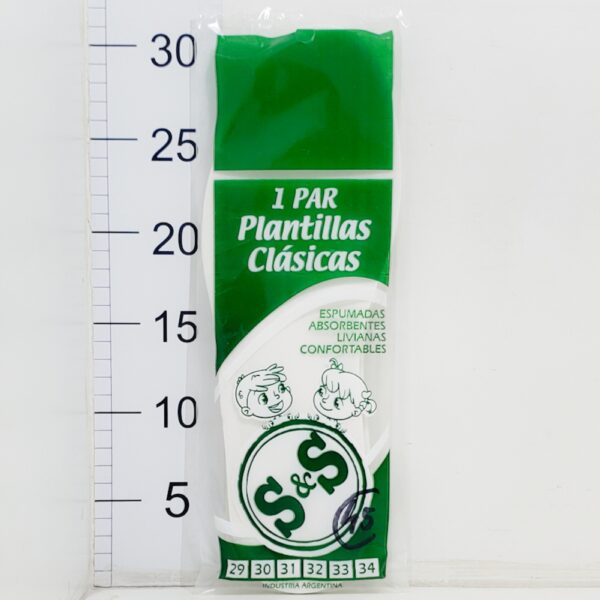 30
25
20
15
10
5
1 PAR
Plantillas
Clásicas
ESPUMADAS
ABSORBENTES
LIVIANAS
CONFORTABLES
S&S
29 30 31 32 33 34
INDUSTRIA ARGENTINA